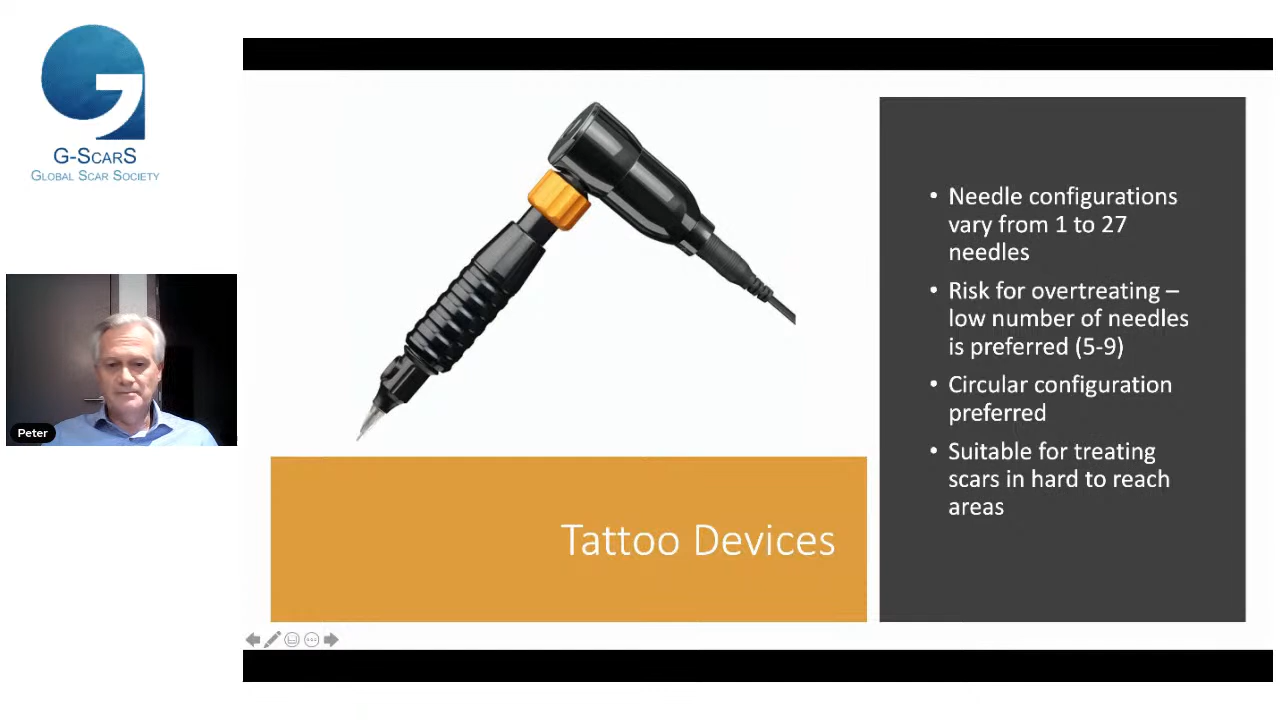 G-ScarS
Global Scar Society
Peter
Tattoo Devices
• Needle configurations
vary from 1 to 27
needles
• Risk for overtreating –
low number of needles
is preferred (5-9)
• Circular configuration
preferred
• Suitable for treating
scars in hard to reach
areas